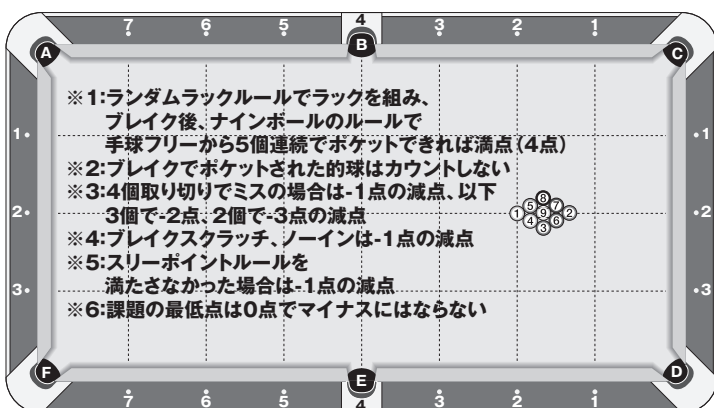 7 6 5 4 3 2 1
A B C
※1:ランダムラックルールでラックを組み、
ブレイク後、ナインボールのルールで
1 手球フリーから5個連続でポケットできれば満点(4点) 1
※2:ブレイクでポケットされた的球はカウントしない
※3:4個取り切りでミスの場合は-1点の減点、以下
2 3個で-2点、2個で-3点の減点 2
8
5 7
1 9 2
4 6
3
※4:ブレイクスクラッチ、ノーインは-1点の減点
※5:スリーポイントルールを
3 満たさなかった場合は-1点の減点 3
※6:課題の最低点は0点でマイナスにはならない
F E D
7 6 5 4 3 2 1